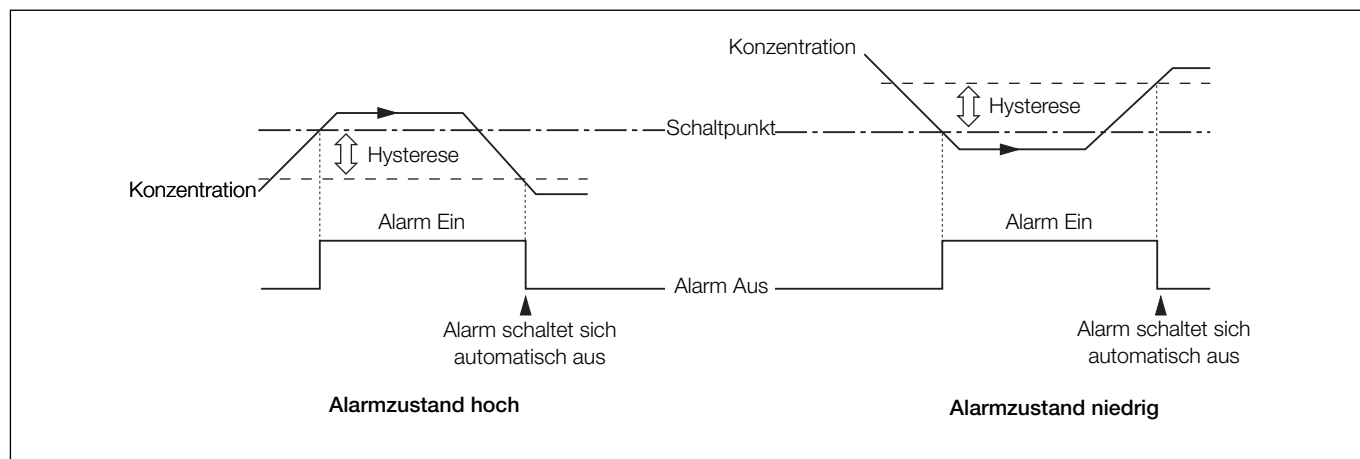 Konzentration
Hysterese
Schaltpunkt
Hysterese
Konzentration
Alarm Ein
Alarm Ein
Alarm Aus
Alarm schaltet sich
automatisch aus
Alarm schaltet sich
automatisch aus
Alarmzustand hoch
Alarmzustand niedrig